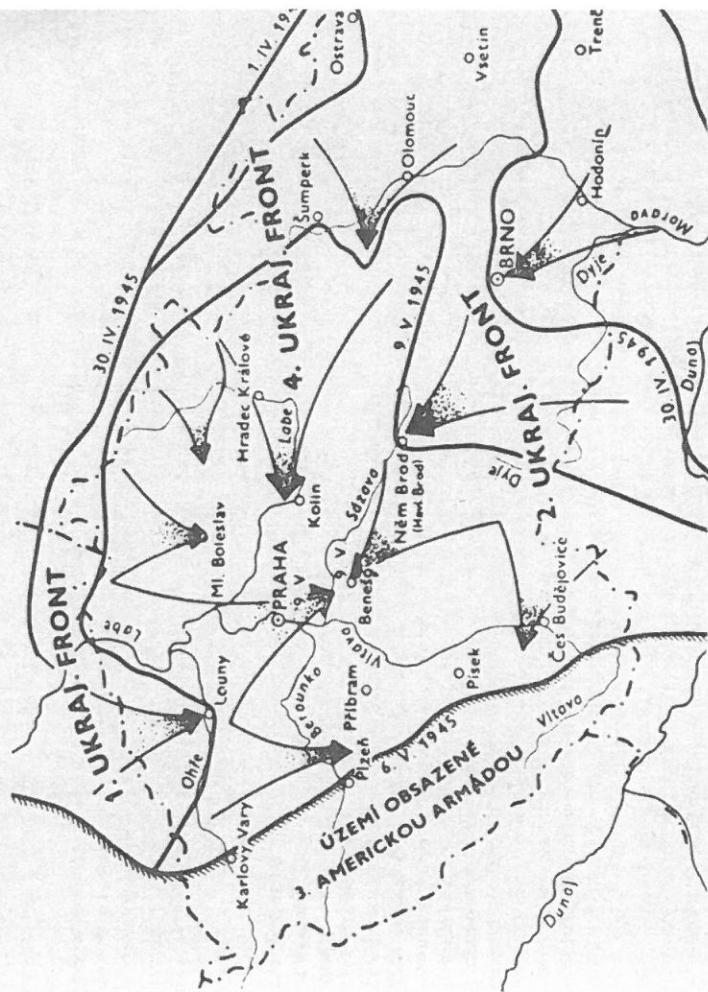 1. UKRAJ. FRONT
30. IV. 1945
1. IV. 194
Labe
Ohře
Karlovy Vary
Louny
Ml. Boleslav
Hradec Králové
4. UKRAJ. FRONT
Šumperk
Ostrava
PRAHA
9 V
Labe
Kolín
Berounka
Vltava
Sázava
9 V
Benešov
Příbram
Plzeň
6. V. 1945
Něm Brod
(Havl. Brod)
9 V. 1945
Olomouc
Vsetín
Písek
Čes Budějovice
ÚZEMÍ OBSAZENÉ
3. AMERICKOU ARMÁDOU
Vltava
Dyje
2. UKRAJ. FRONT
BRNO
Hodonín
Trenč
Morava
Dyje
30. IV 1945
Dunaj
Dunaj